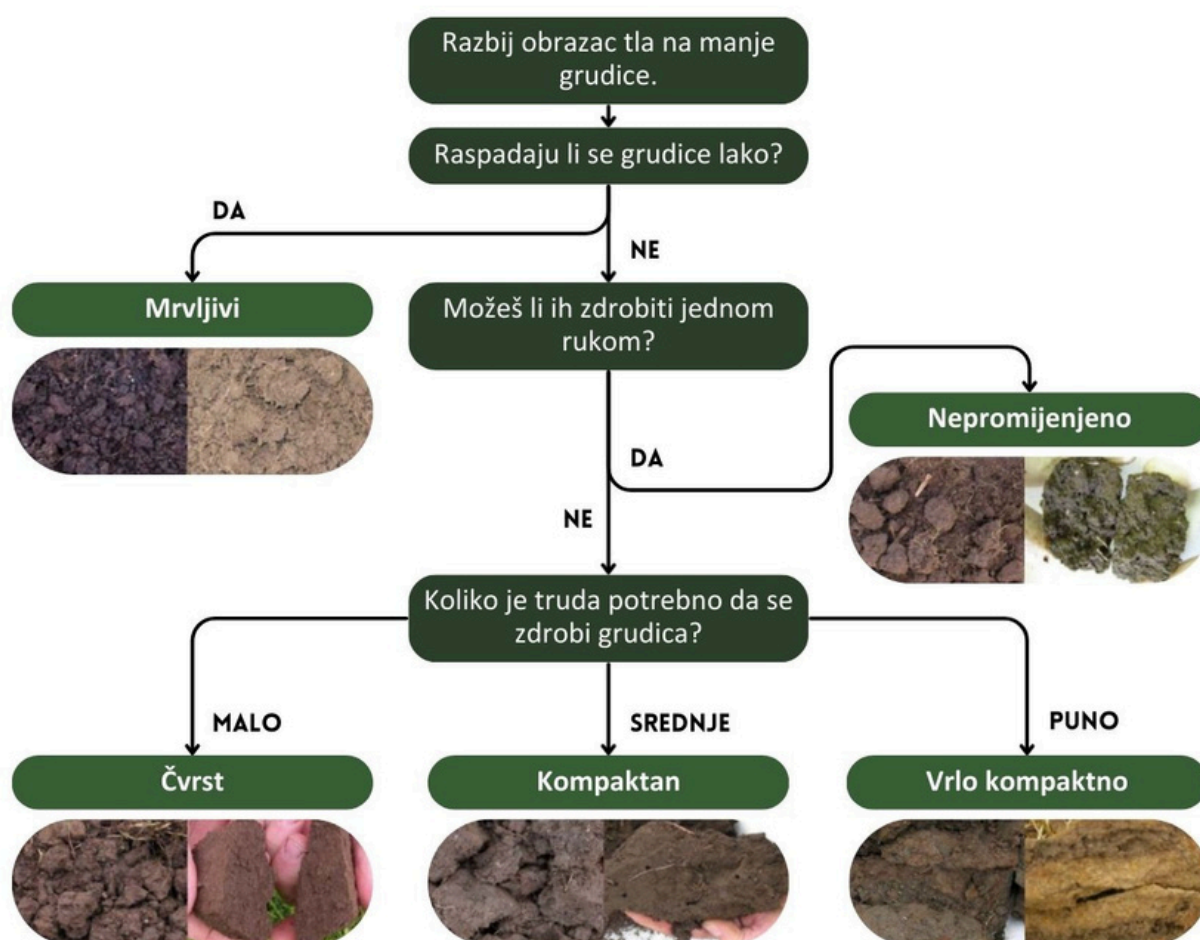 Razbij obrazac tla na manje
grudice.
Raspadaju li se grudice lako?
DA
NE
Mrvljivi
Možeš li ih zdrobiti jednom
rukom?
Nepromijenjeno
DA
NE
Koliko je truda potrebno da se
zdrobi grudica?
MALO
SREDNJE
PUNO
Čvrst
Kompaktan
Vrlo kompaktno